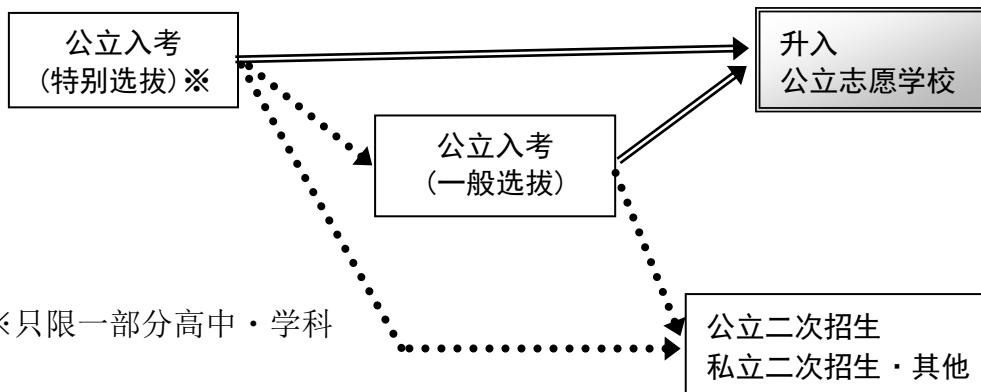 公立入考
(特别选拔)※
升入
公立志愿学校
公立入考
(一般选拔)
※只限一部分高中・学科
公立二次招生
私立二次招生・其他